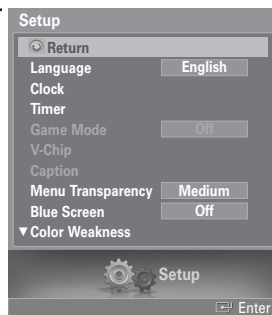 Setup
Return
Language English
Clock
Timer
Game Mode Off
V-Chip
Caption
Menu Transparency Medium
Blue Screen Off
▼ Color Weakness
Setup
Enter